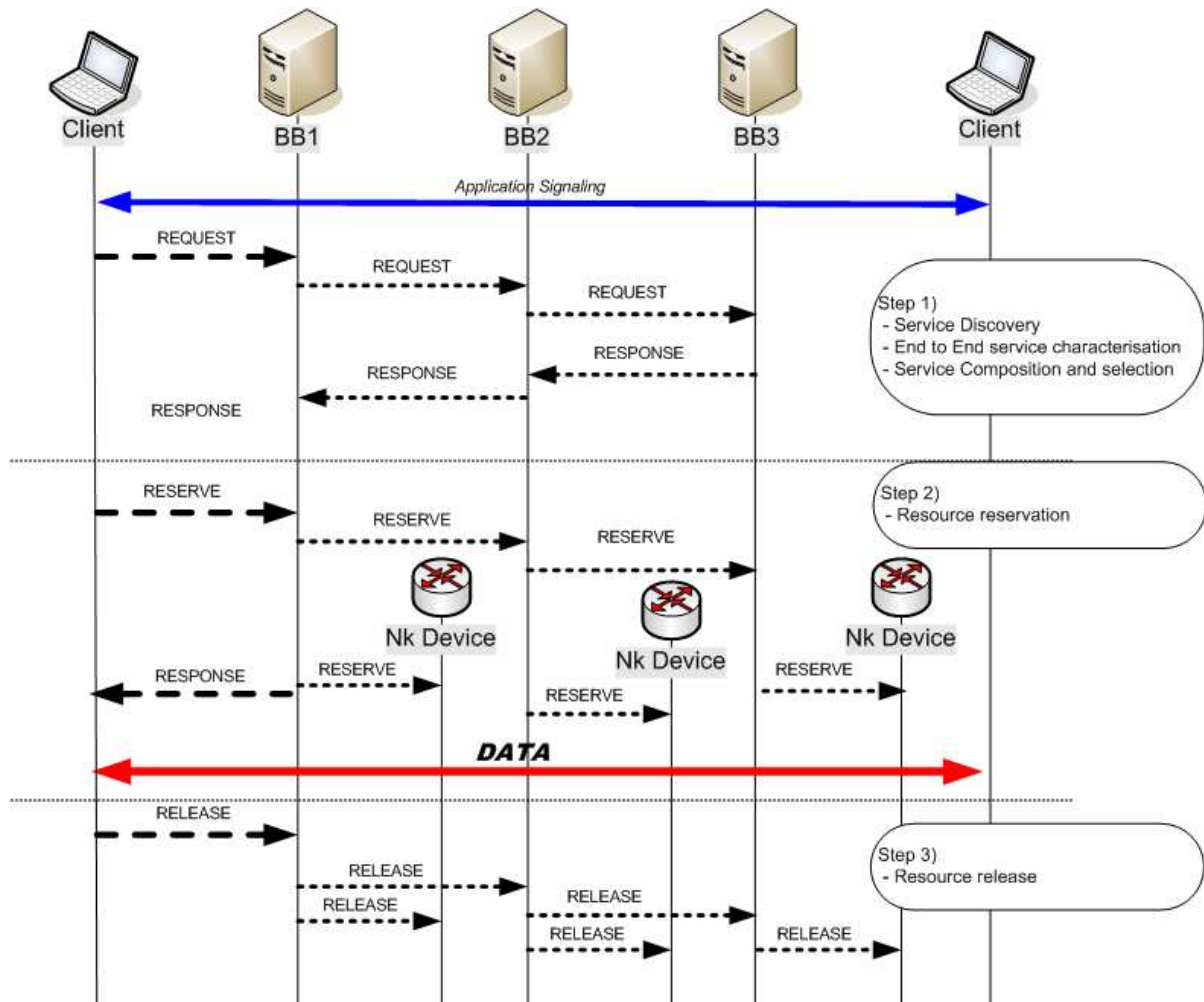 Client
BB1
BB2
BB3
Client
Application Signaling
REQUEST
REQUEST
REQUEST
RESPONSE
RESPONSE
RESPONSE
Step 1)
- Service Discovery
- End to End service characterisation
- Service Composition and selection
RESERVE
RESERVE
RESERVE
Step 2)
- Resource reservation
Nk Device
Nk Device
Nk Device
RESPONSE
RESERVE
RESERVE
RESERVE
DATA
RELEASE
RELEASE
RELEASE
RELEASE
RELEASE
RELEASE
Step 3)
- Resource release